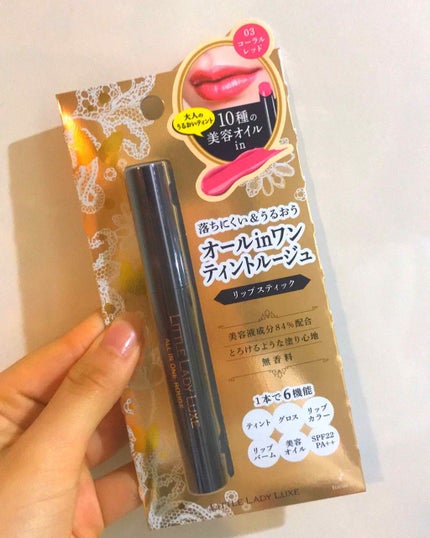 03
コーラル
レッド
大人の
うるおいティント
10種の
美容オイル
in
落ちにくい&うるおう
オールinワン
ティントルージュ
リップスティック
美容液成分84%配合
とろけるような塗り心地
無香料
1本で6機能
ティント
グロス
リップ
カラー
リップ
バーム
美容
オイル
SPF22
PA++
LITTLE LADY LUXE
ALL IN ONE ROUGE
LITTLE LADY LUXE